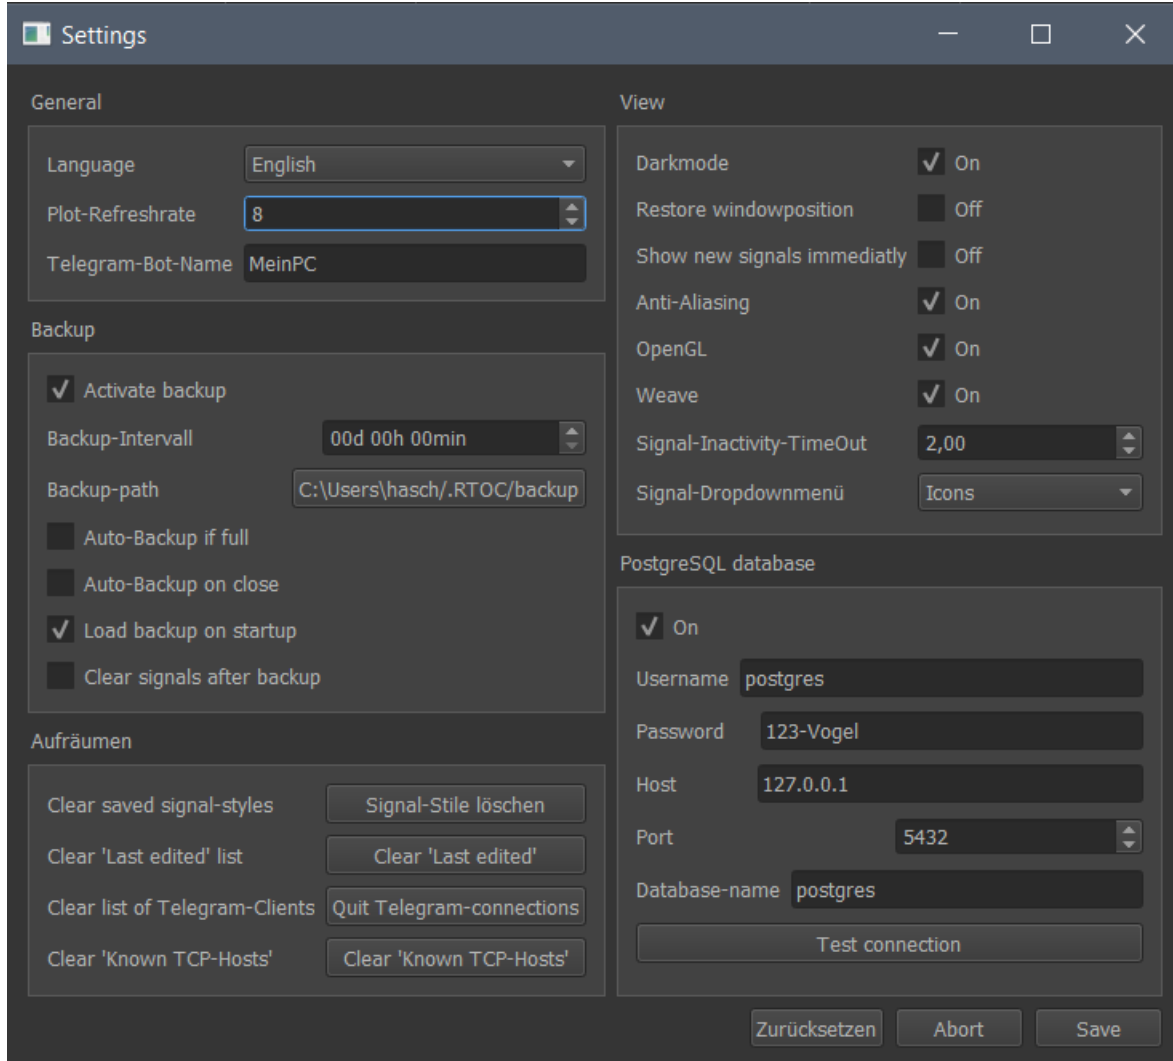 Settings
General
Language English
Plot-Refreshrate 8
Telegram-Bot-Name MeinPC
Backup
Activate backup
Backup-Intervall 00d 00h 00min
Backup-path C:\Users\hasch/.RTOC/backup
Auto-Backup if full
Auto-Backup on close
Load backup on startup
Clear signals after backup
Aufräumen
Clear saved signal-styles Signal-Stile löschen
Clear 'Last edited' list Clear 'Last edited'
Clear list of Telegram-Clients Quit Telegram-connections
Clear 'Known TCP-Hosts' Clear 'Known TCP-Hosts'
View
Darkmode On
Restore windowposition Off
Show new signals immediatly Off
Anti-Aliasing On
OpenGL On
Weave On
Signal-Inactivity-TimeOut 2,00
Signal-Dropdownmenü Icons
PostgreSQL database
On
Username postgres
Password 123-Vogel
Host 127.0.0.1
Port 5432
Database-name postgres
Test connection
Zurücksetzen Abort Save